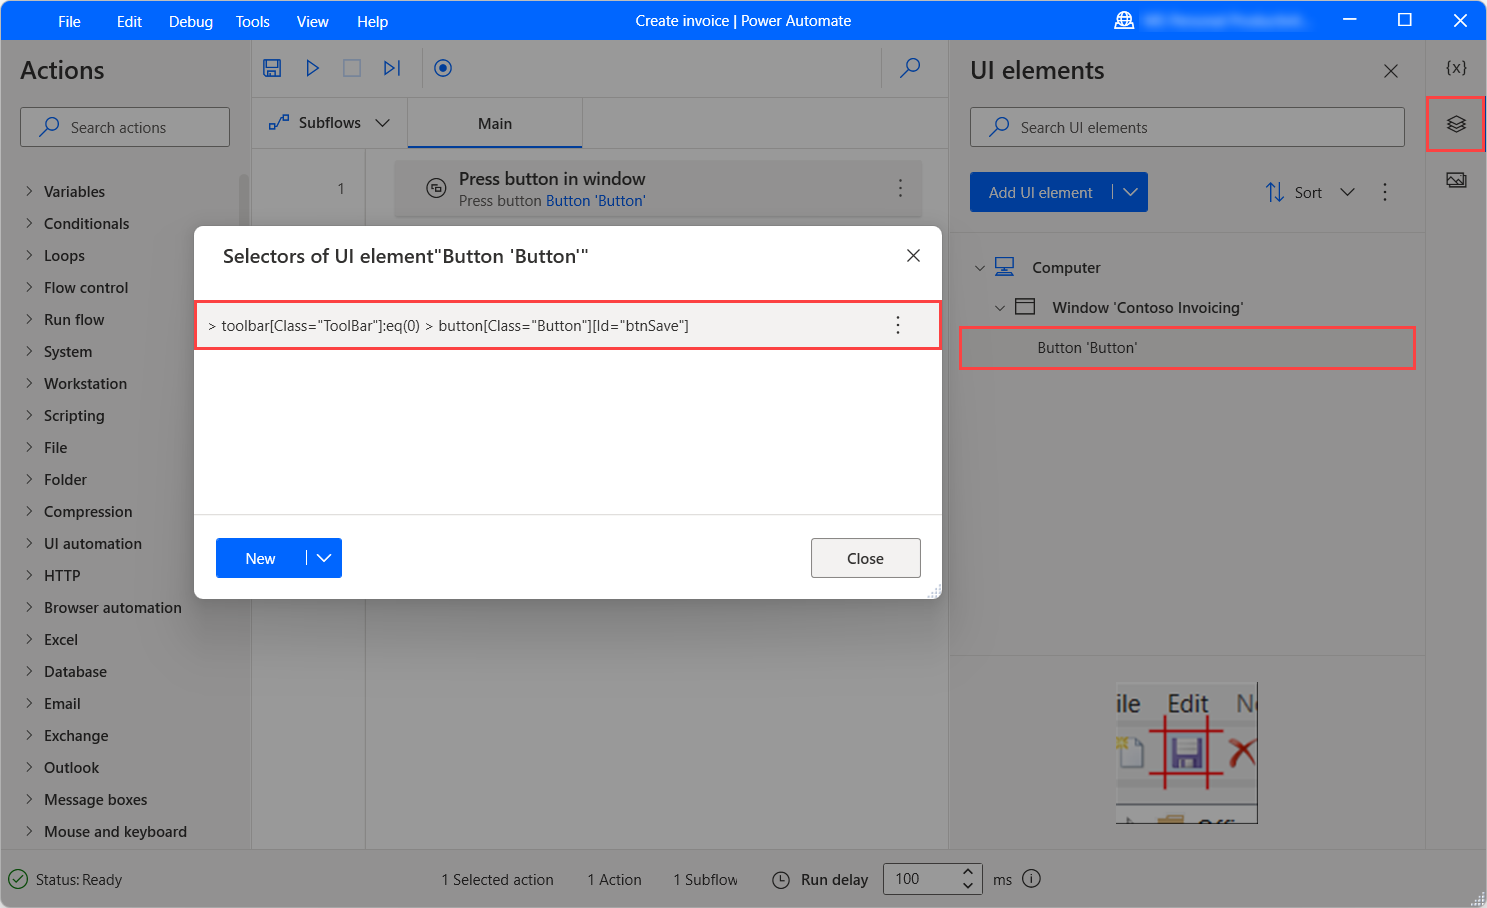 File Edit Debug Tools View Help
Create invoice | Power Automate
Actions
Search actions
Variables
Conditionals
Loops
Flow control
Run flow
System
Workstation
Scripting
File
Folder
Compression
UI automation
HTTP
Browser automation
Excel
Database
Email
Exchange
Outlook
Message boxes
Mouse and keyboard
Subflows
Main
1
Press button in window
Press button Button 'Button'
Selectors of UI element"Button 'Button'"
> toolbar[Class="ToolBar"]:eq(0) > button[Class="Button"][Id="btnSave"]
New
Close
UI elements
{x}
Search UI elements
Add UI element
Sort
Computer
Window 'Contoso Invoicing'
Button 'Button'
ile Edit
Status: Ready
1 Selected action
1 Action
1 Subflow
Run delay
100
ms